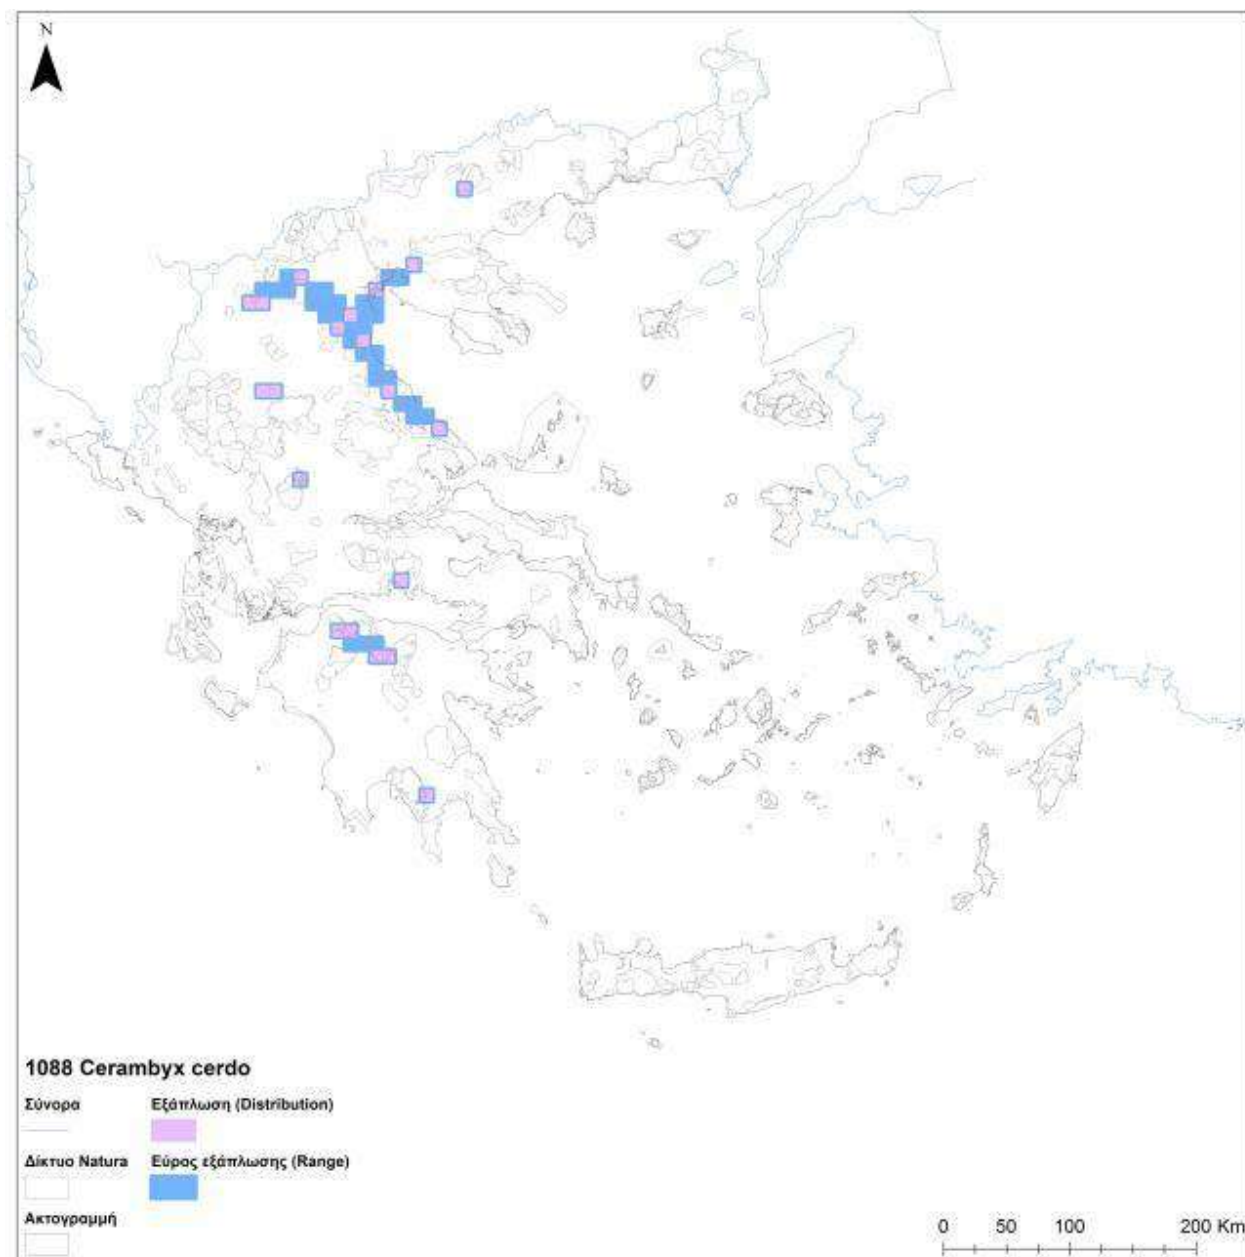 N
1088 Cerambyx cerdo
Σύνορα Εξάπλωση (Distribution)
Δίκτυο Natura Εύρος εξάπλωσης (Range)
Ακτογραμμή
0 50 100 200 Km